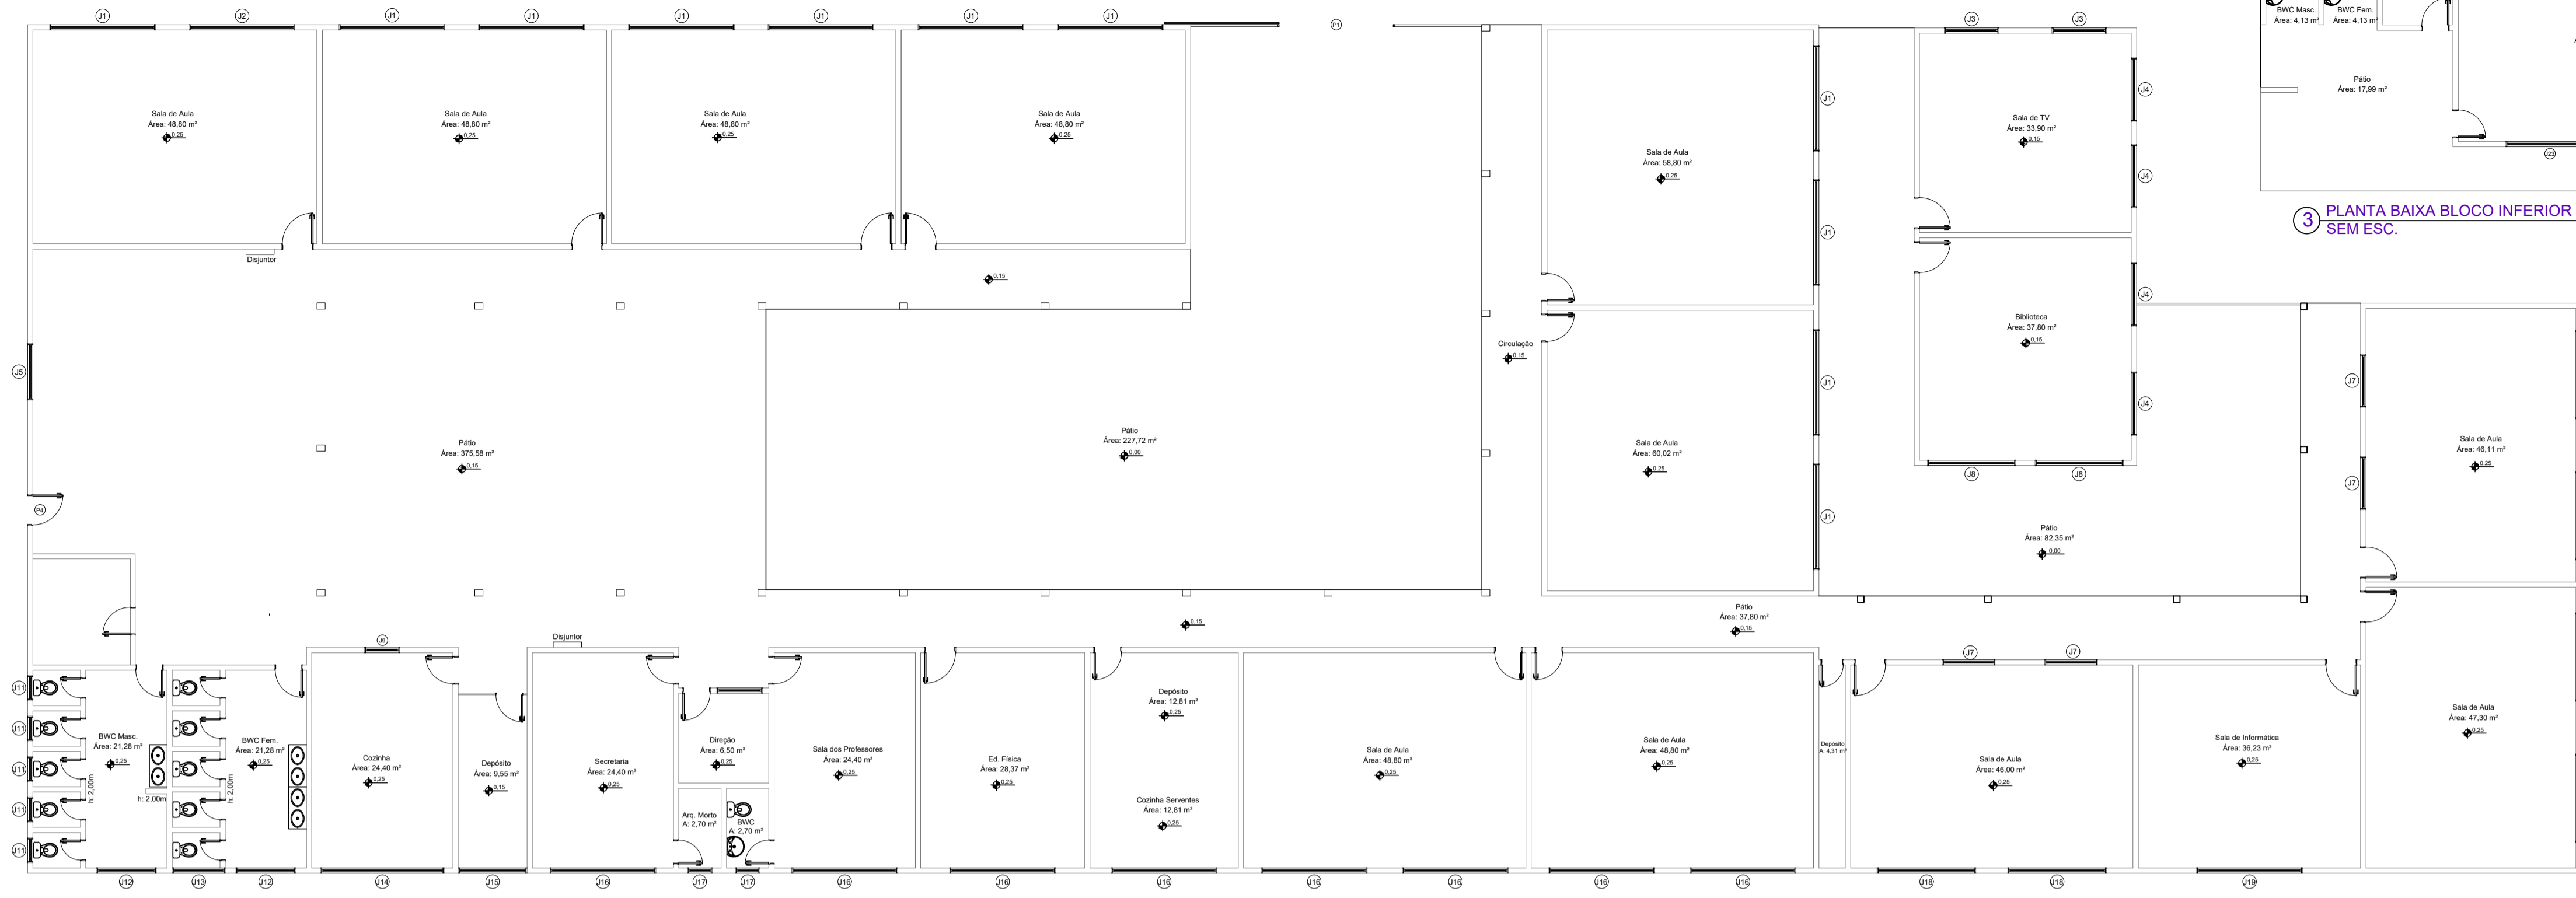 J1
J2
J1
J1
J1
J1
J1
J1
P1
J3
J3
BWC Masc.
Área: 4,13 m²
BWC Fem.
Área: 4,13 m²
Pátio
Área: 17,99 m²
J23
3
PLANTA BAIXA BLOCO INFERIOR
SEM ESC.
Sala de Aula
Área: 48,80 m²
0,25
Sala de Aula
Área: 48,80 m²
0,25
Sala de Aula
Área: 48,80 m²
0,25
Sala de Aula
Área: 48,80 m²
0,25
Sala de Aula
Área: 58,80 m²
0,25
J1
J1
Sala de TV
Área: 33,90 m²
0,15
J4
J4
Disjuntor
0,15
J4
Biblioteca
Área: 37,80 m²
0,15
Circulação
0,15
J5
J1
J4
J7
Pátio
Área: 375,58 m²
0,15
Pátio
Área: 227,72 m²
0,00
Sala de Aula
Área: 60,02 m²
0,25
J8
J8
J7
Sala de Aula
Área: 46,11 m²
0,25
P4
J1
Pátio
Área: 82,35 m²
0,00
Pátio
Área: 37,80 m²
0,15
0,15
J9
Disjuntor
J7
J7
J11
J11
J11
J11
J11
BWC Masc.
Área: 21,28 m²
0,25
h: 2,00m
h: 2,00m
BWC Fem.
Área: 21,28 m²
0,25
h: 2,00m
Cozinha
Área: 24,40 m²
0,25
Depósito
Área: 9,55 m²
0,15
Secretaria
Área: 24,40 m²
0,25
Direção
Área: 6,50 m²
0,25
Arq. Morto
A: 2,70 m²
BWC
A: 2,70 m²
Sala dos Professores
Área: 24,40 m²
0,25
Ed. Física
Área: 28,37 m²
0,25
Depósito
Área: 12,81 m²
0,25
Cozinha Serventes
Área: 12,81 m²
0,25
Sala de Aula
Área: 48,80 m²
0,25
Sala de Aula
Área: 48,80 m²
0,25
Depósito
A: 4,31 m²
Sala de Aula
Área: 46,00 m²
0,25
Sala de Informática
Área: 36,23 m²
0,25
Sala de Aula
Área: 47,30 m²
0,25
J12
J13
J12
J14
J15
J16
J17
J17
J16
J16
J16
J16
J16
J16
J16
J18
J18
J19